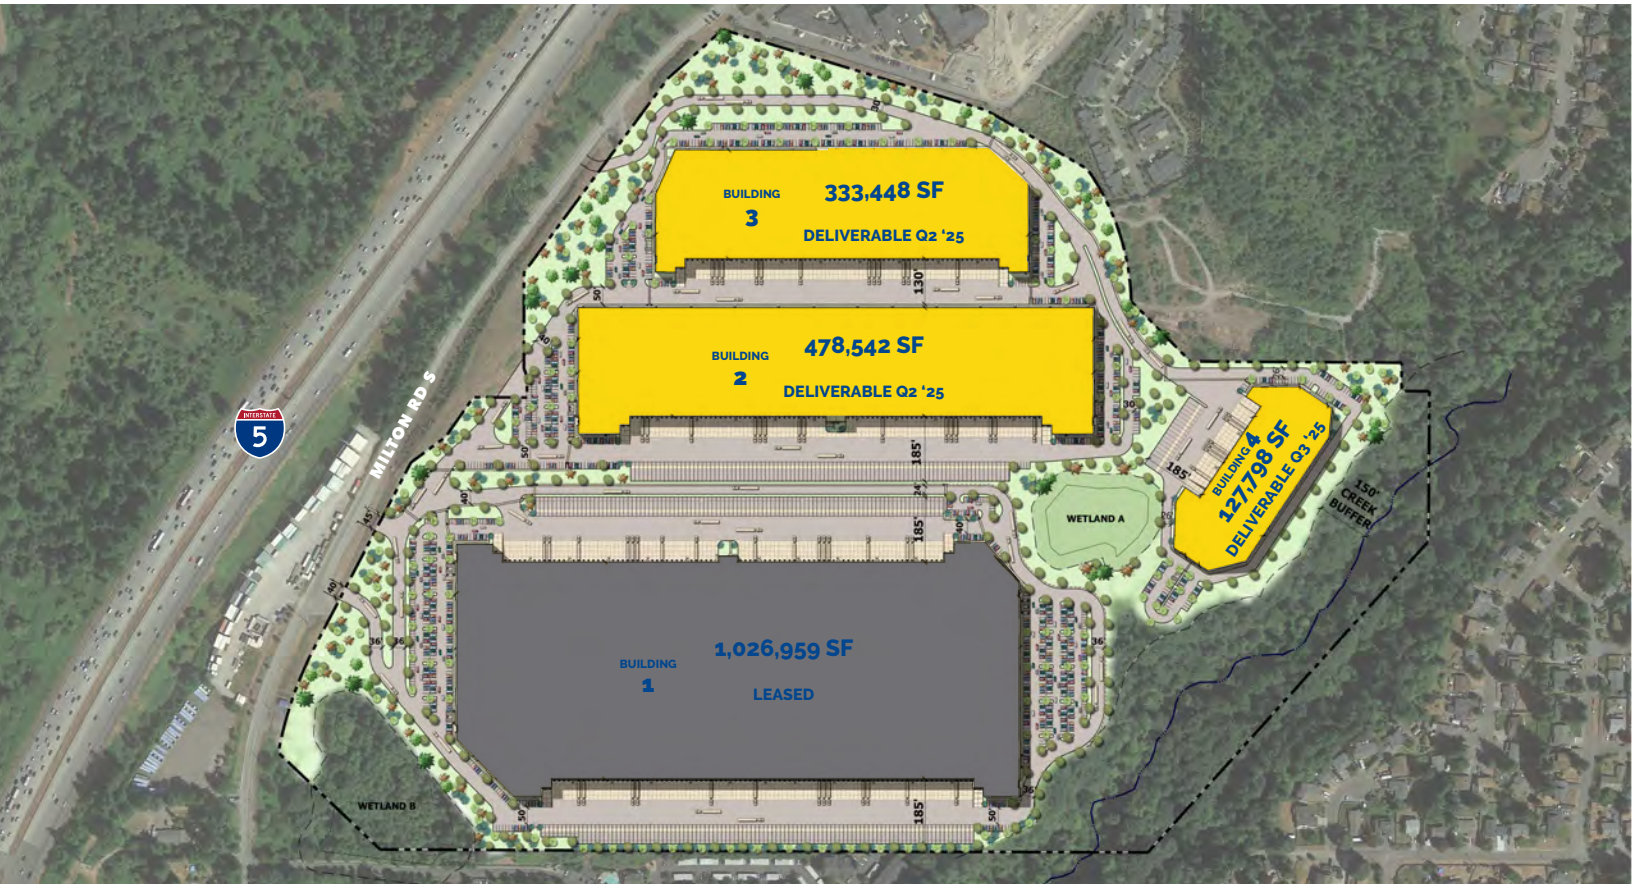 30'
BUILDING
3
333,448 SF
DELIVERABLE Q2 ‘25
50'
130'
40'
BUILDING
2
478,542 SF
DELIVERABLE Q2 ‘25
30'
26'
INTERSTATE
5
MILTON RD S
50'
185'
185'
BUILDING 4
127,798 SF
DELIVERABLE Q3 ‘25
150'
CREEK
BUFFER
45'
40'
24'
185'
40'
WETLAND A
26'
40'
36'
36'
BUILDING
1
1,026,959 SF
LEASED
36'
WETLAND B
50'
185'
50'
36'